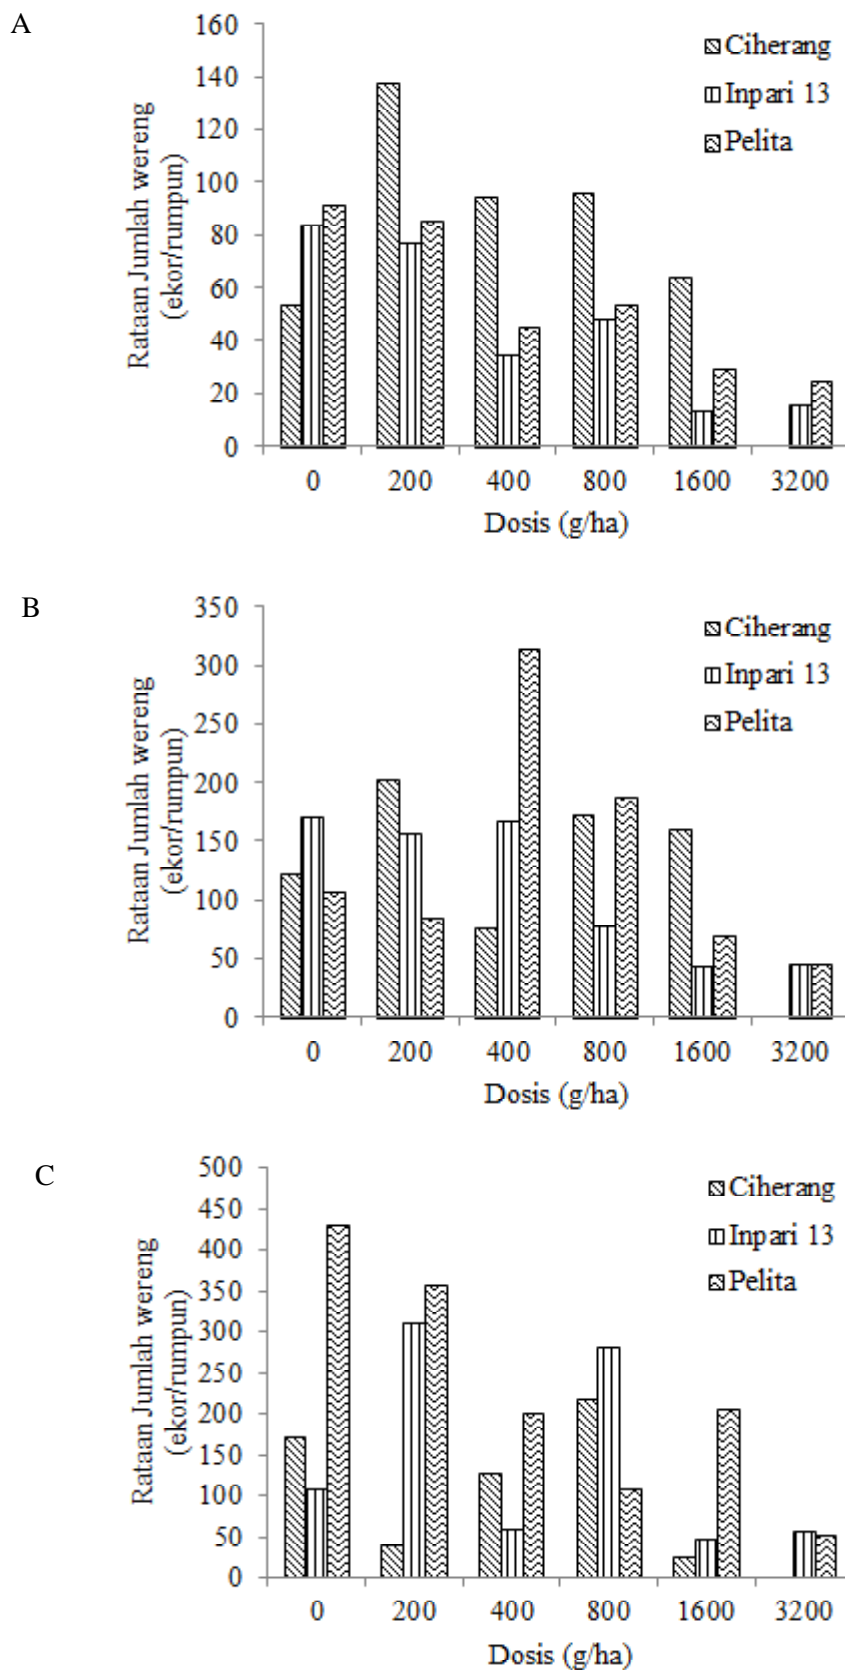 A
160
140
120
100
80
60
40
20
0
Rataan Jumlah wereng
(ekor/rumpun)
Ciherang
Inpari 13
Pelita
0 200 400 800 1600 3200
Dosis (g/ha)
B
350
300
250
200
150
100
50
0
Rataan Jumlah wereng
(ekor/rumpun)
Ciherang
Inpari 13
Pelita
0 200 400 800 1600 3200
Dosis (g/ha)
C
500
450
400
350
300
250
200
150
100
50
0
Rataan Jumlah wereng
(ekor/rumpun)
Ciherang
Inpari 13
Pelita
0 200 400 800 1600 3200
Dosis (g/ha)